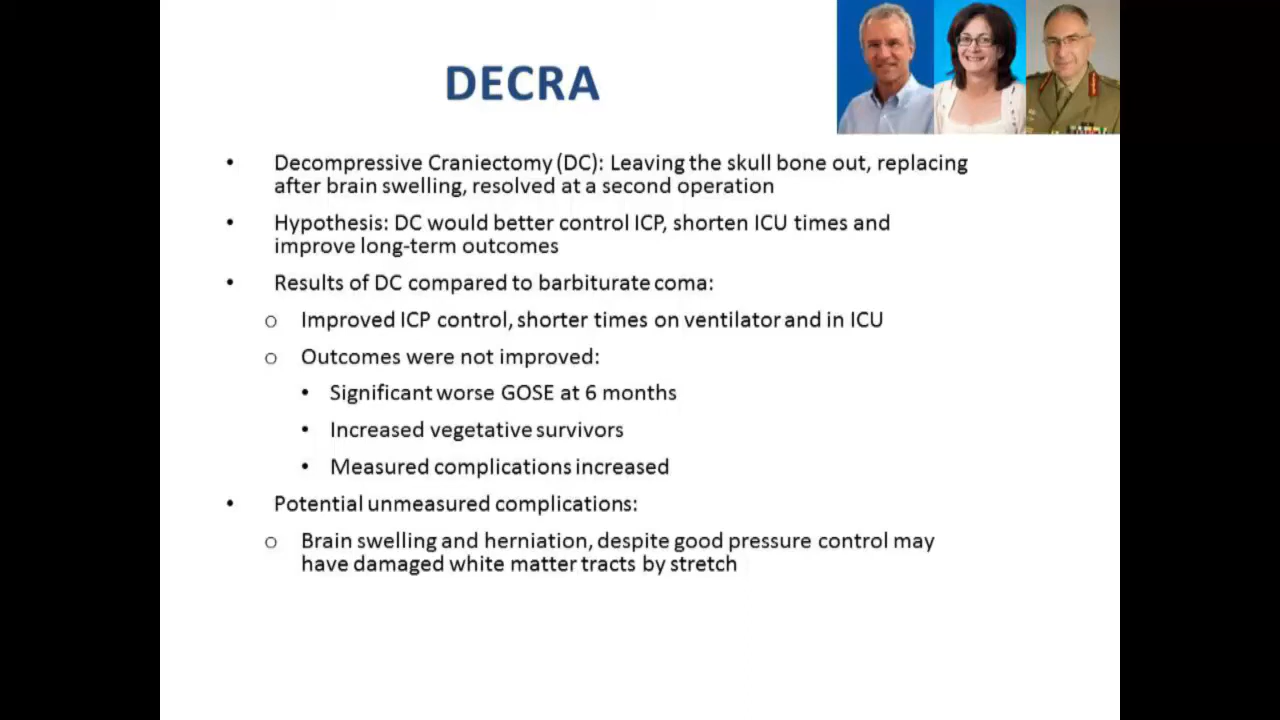 DECRA
• Decompressive Craniectomy (DC): Leaving the skull bone out, replacing
after brain swelling, resolved at a second operation
• Hypothesis: DC would better control ICP, shorten ICU times and
improve long-term outcomes
• Results of DC compared to barbiturate coma:
o Improved ICP control, shorter times on ventilator and in ICU
o Outcomes were not improved:
• Significant worse GOSE at 6 months
• Increased vegetative survivors
• Measured complications increased
• Potential unmeasured complications:
o Brain swelling and herniation, despite good pressure control may
have damaged white matter tracts by stretch